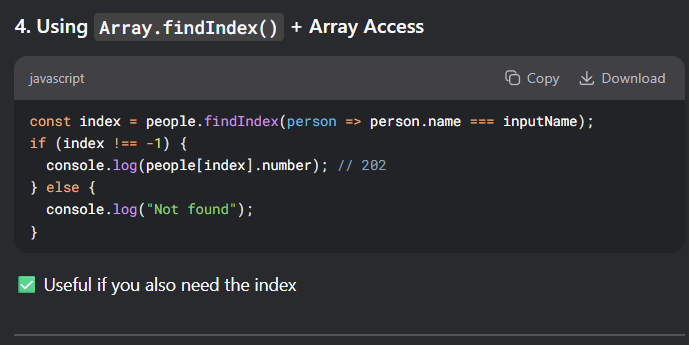 4. Using Array.findIndex() + Array Access
javascript
Copy
Download
const index = people.findIndex(person => person.name === inputName);
if (index !== -1) {
  console.log(people[index].number); // 202
} else {
  console.log("Not found");
}
✅ Useful if you also need the index